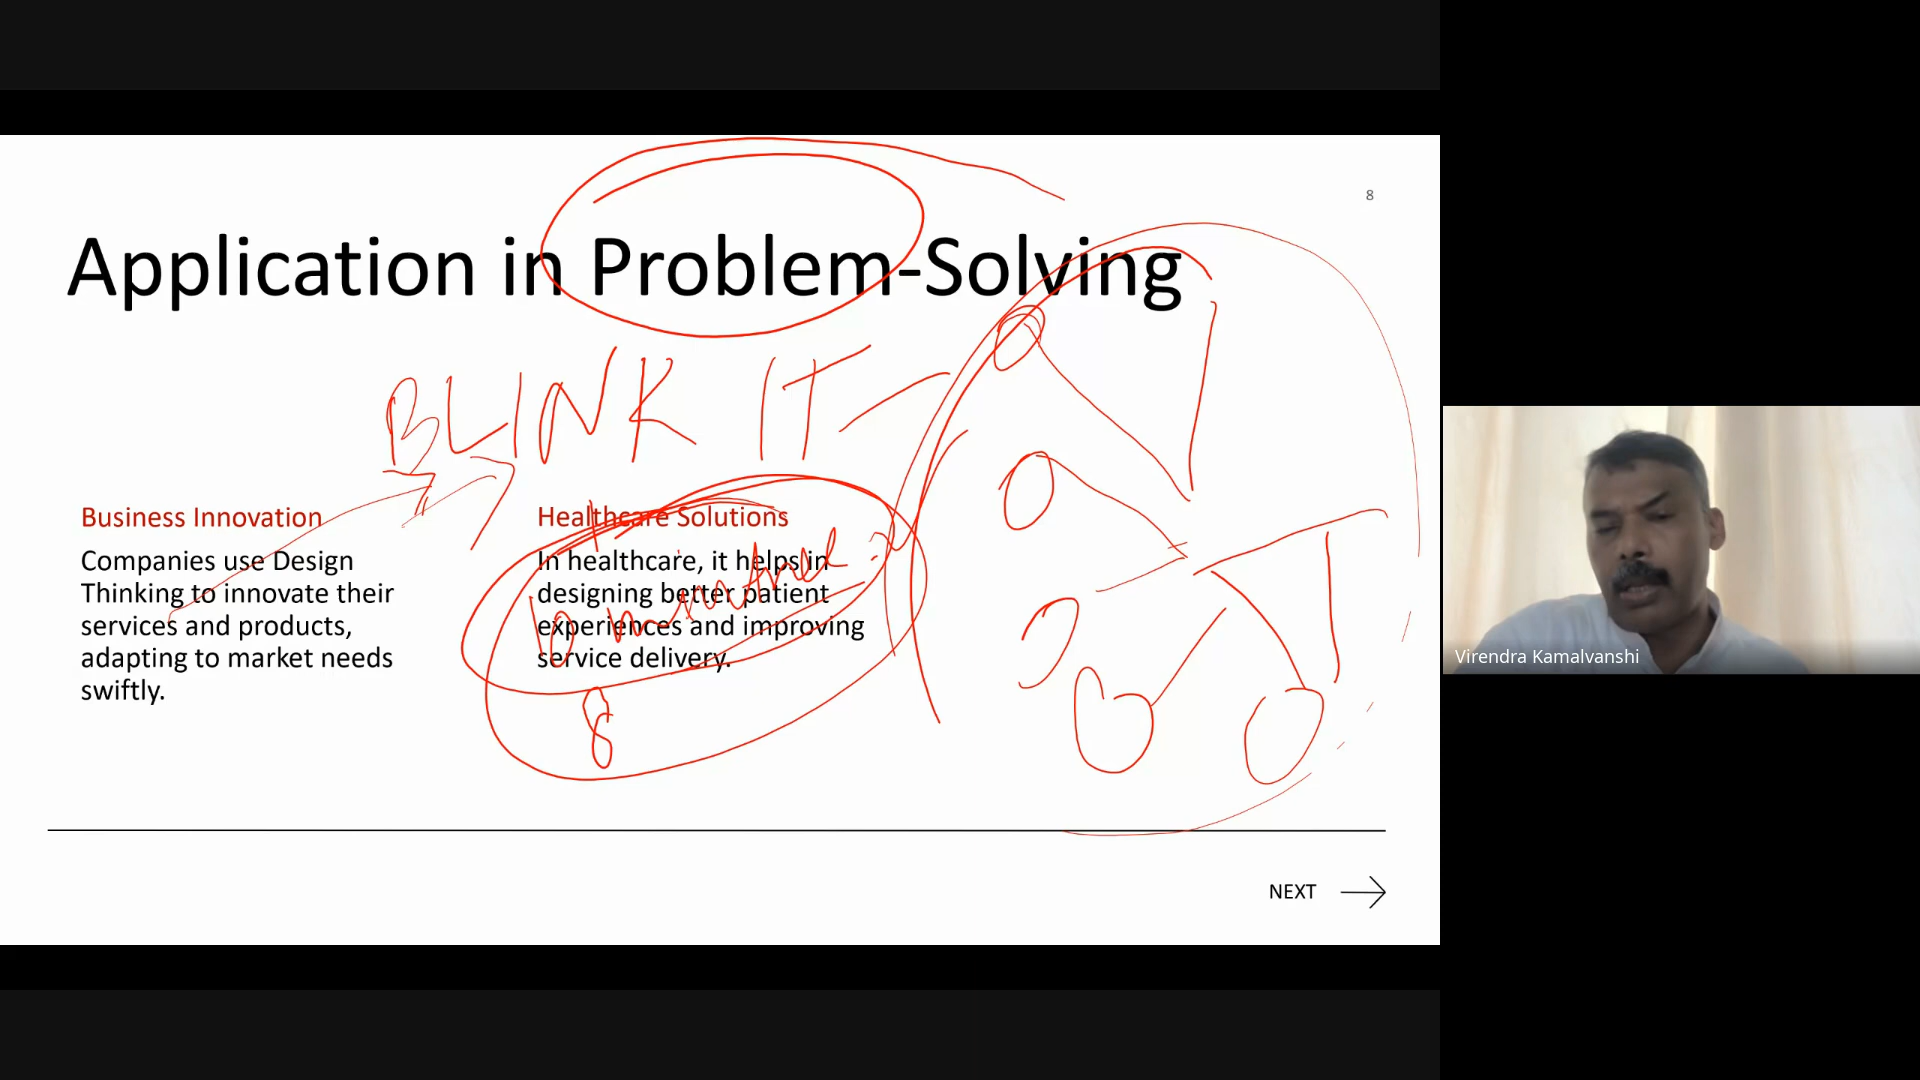 8
Application in Problem-Solving
BLINK IT
Business Innovation
Companies use Design
Thinking to innovate their
services and products,
adapting to market needs
swiftly.
Healthcare Solutions
In healthcare, it helps in
designing better patient
experiences and improving
service delivery.
10
8
Virendra Kamalvanshi
NEXT